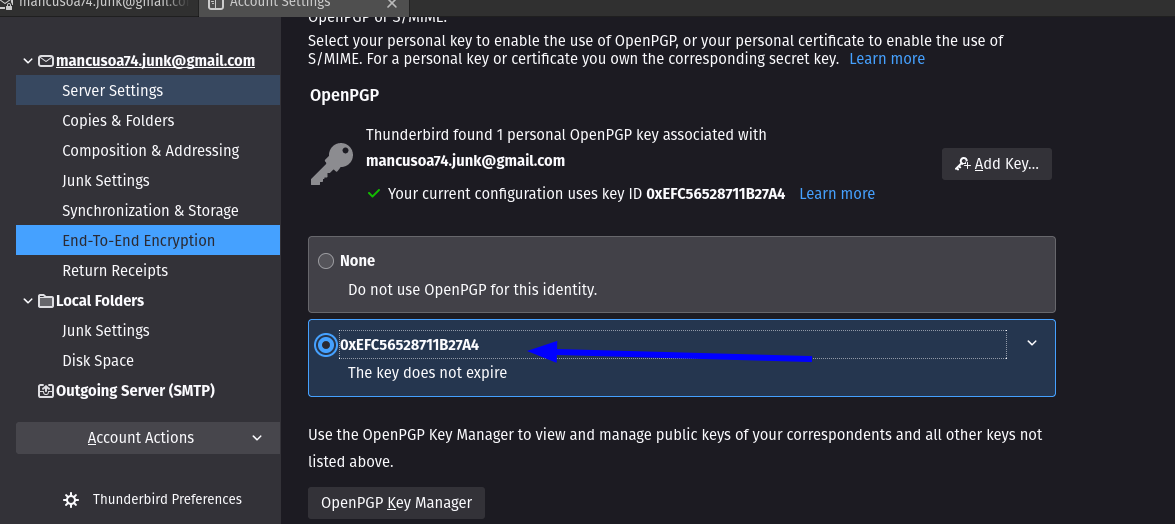 mancusoa74.junk@gmail.co
Account Settings
OpenPGP or S/MIME.
Select your personal key to enable the use of OpenPGP, or your personal certificate to enable the use of
S/MIME. For a personal key or certificate you own the corresponding secret key. Learn more
mancusoa74.junk@gmail.com
Server Settings
Copies & Folders
Composition & Addressing
Junk Settings
Synchronization & Storage
End-To-End Encryption
Return Receipts
Local Folders
Junk Settings
Disk Space
Outgoing Server (SMTP)
Account Actions
Thunderbird Preferences
OpenPGP
Thunderbird found 1 personal OpenPGP key associated with
mancusoa74.junk@gmail.com
Add Key...
Your current configuration uses key ID 0xEFC56528711B27A4 Learn more
None
Do not use OpenPGP for this identity.
0xEFC56528711B27A4
The key does not expire
Use the OpenPGP Key Manager to view and manage public keys of your correspondents and all other keys not
listed above.
OpenPGP Key Manager